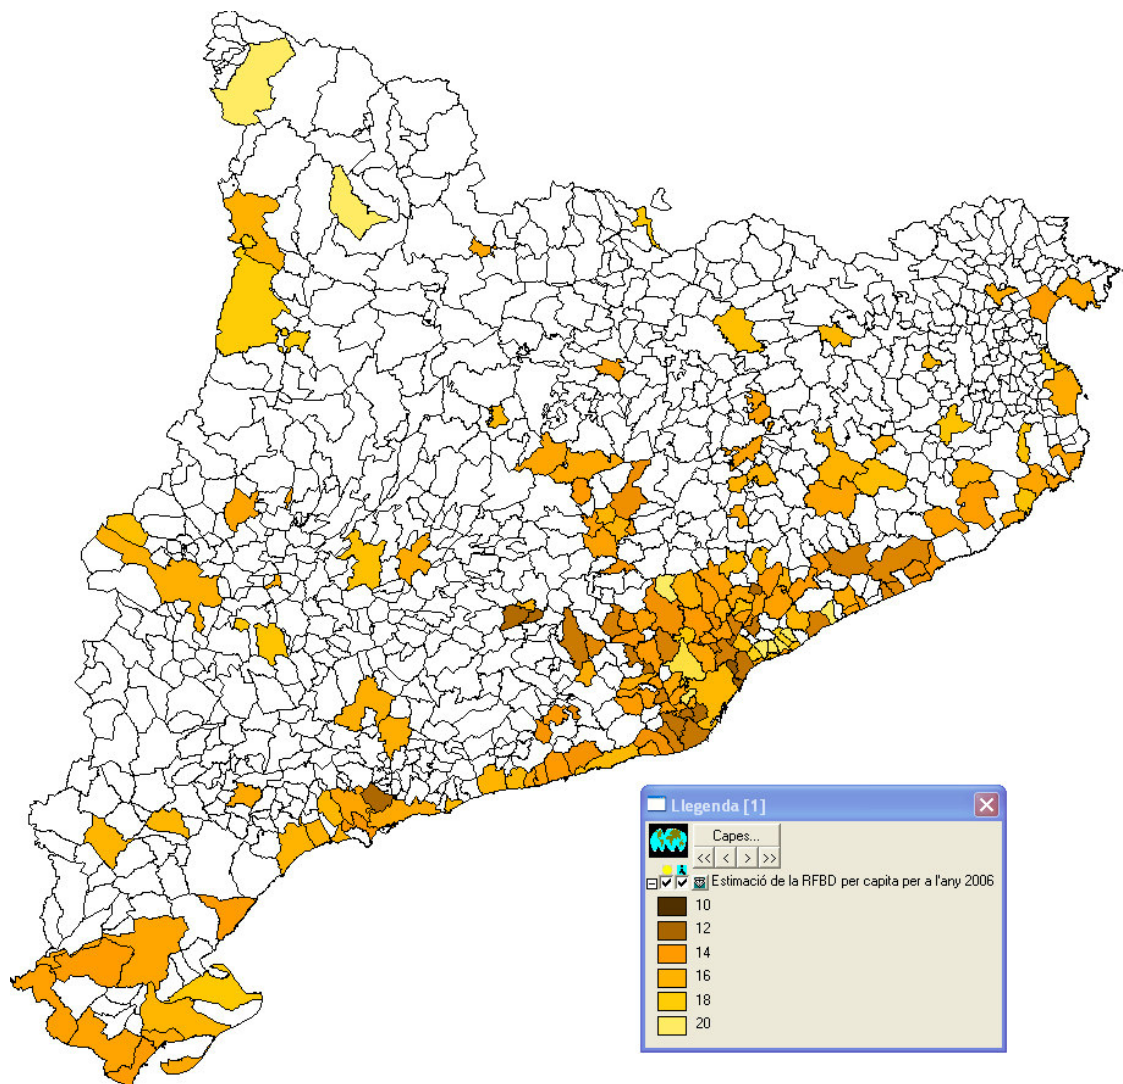 Llegenda [1]
Capes...
<< < > >>
Estimació de la RFBD per capita per a l'any 2006
10
12
14
16
18
20